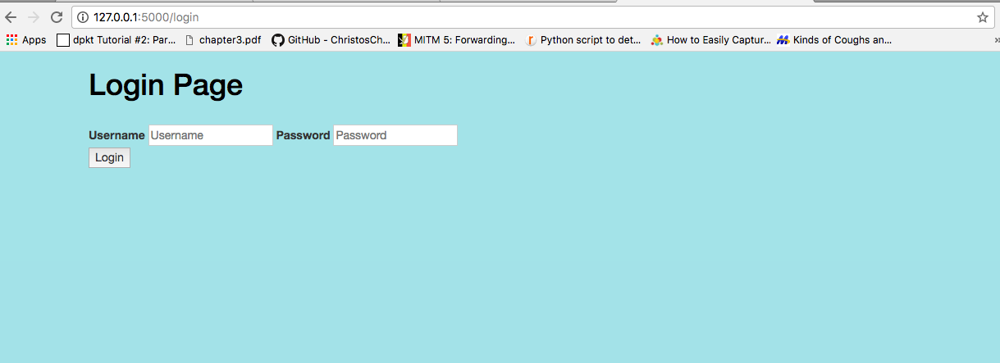 127.0.0.1:5000/login
Apps dpkt Tutorial #2: Par... chapter3.pdf GitHub - ChristosCh... MITM 5: Forwarding... Python script to det... How to Easily Captur... Kinds of Coughs an... »
Login Page
Username Username Password Password
Login